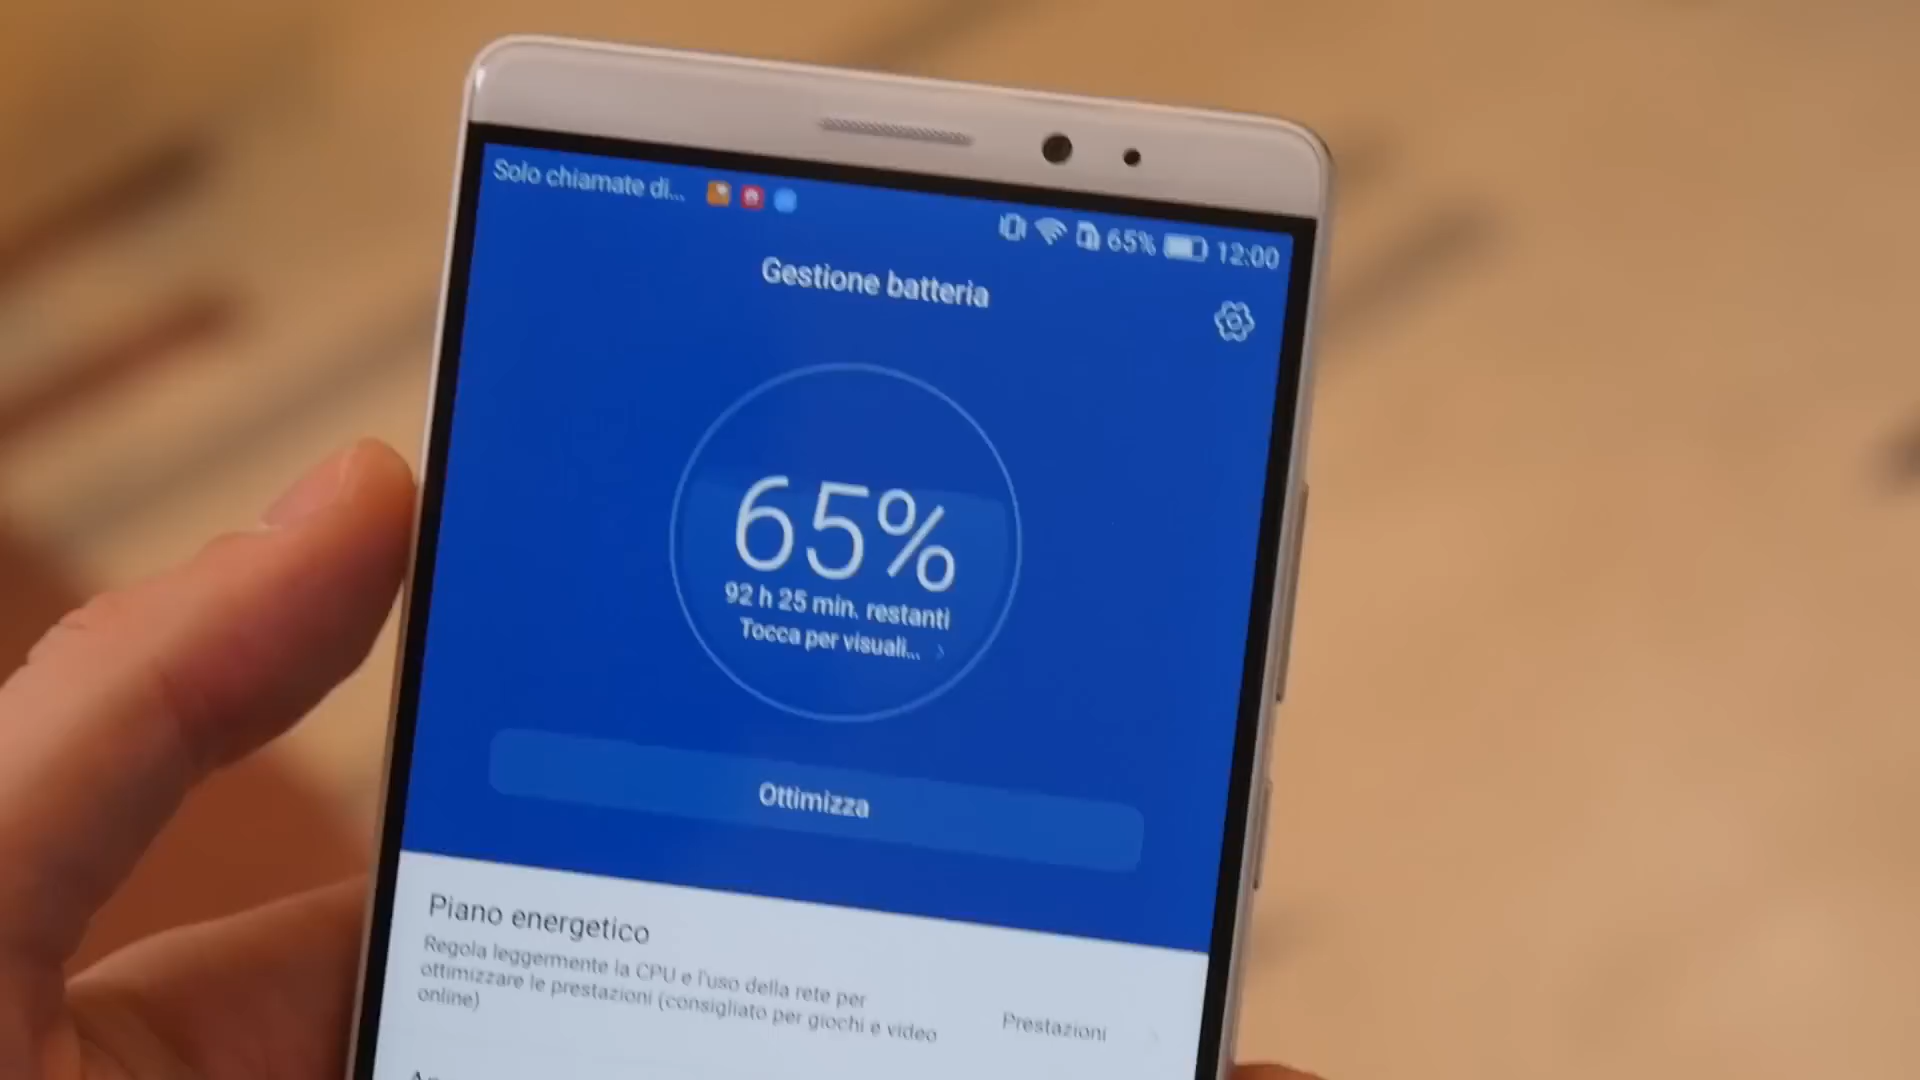 Solo chiamate di...
65% 12:00
Gestione batteria
65%
92 h 25 min. restanti
Tocca per visuali...
Ottimizza
Piano energetico
Regola leggermente la CPU e l'uso della rete per
ottimizzare le prestazioni (consigliato per giochi e video
online)
Prestazioni